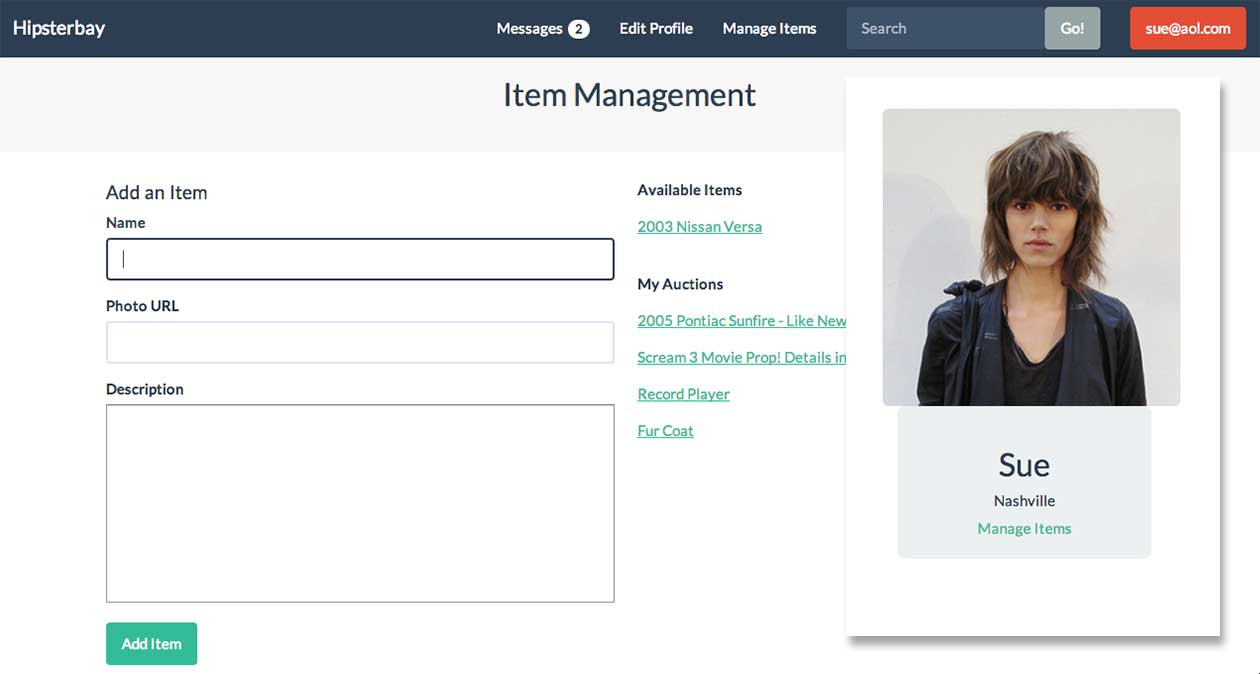 Hipsterbay
Messages 2
Edit Profile
Manage Items
Search
Go!
sue@aol.com
Item Management
Add an Item
Name
Photo URL
Description
Add Item
Available Items
2003 Nissan Versa
My Auctions
2005 Pontiac Sunfire - Like New
Scream 3 Movie Prop! Details in
Record Player
Fur Coat
Sue
Nashville
Manage Items